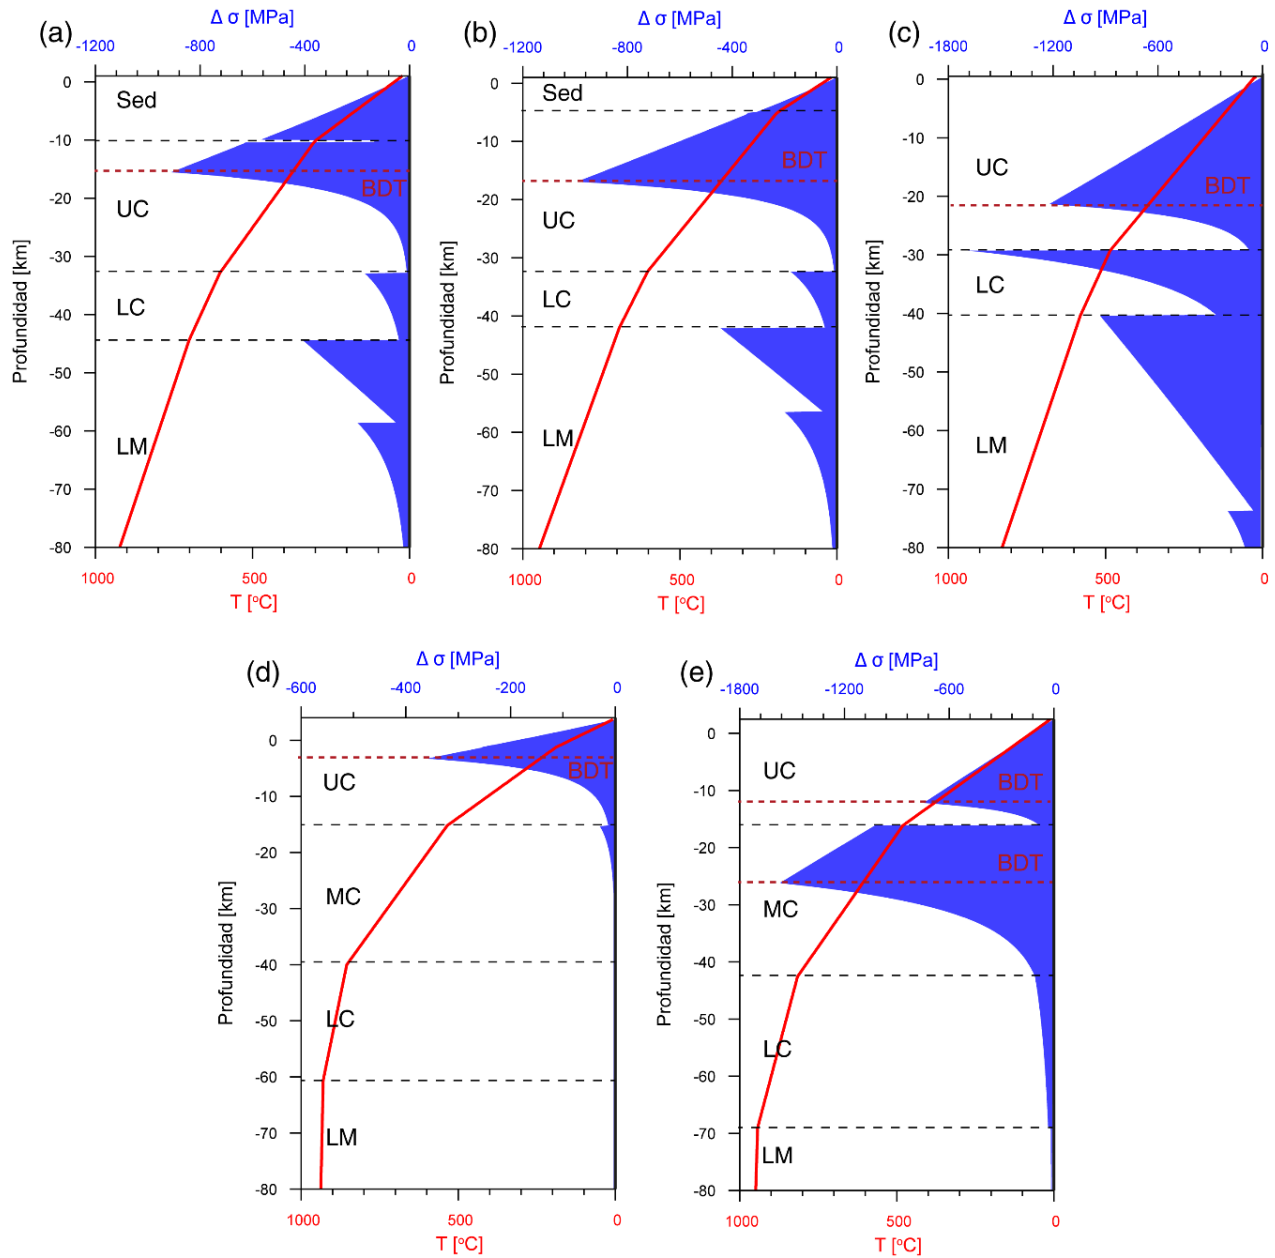 (a)
Δ σ [MPa]
-1200 -800 -400 0
0
-10
-20
-30
-40
-50
-60
-70
-80
Profundidad [km]
Sed
BDT
UC
LC
LM
1000 500 0
T [°C]
(b)
Δ σ [MPa]
-1200 -800 -400 0
0
-10
-20
-30
-40
-50
-60
-70
-80
Profundidad [km]
Sed
BDT
UC
LC
LM
1000 500 0
T [°C]
(c)
Δ σ [MPa]
-1800 -1200 -600 0
0
-10
-20
-30
-40
-50
-60
-70
-80
Profundidad [km]
UC
BDT
LC
LM
1000 500 0
T [°C]
(d)
Δ σ [MPa]
-600 -400 -200 0
0
-10
-20
-30
-40
-50
-60
-70
-80
Profundidad [km]
BDT
UC
MC
LC
LM
1000 500 0
T [°C]
(e)
Δ σ [MPa]
-1800 -1200 -600 0
0
-10
-20
-30
-40
-50
-60
-70
-80
Profundidad [km]
UC
BDT
BDT
MC
LC
LM
1000 500 0
T [°C]